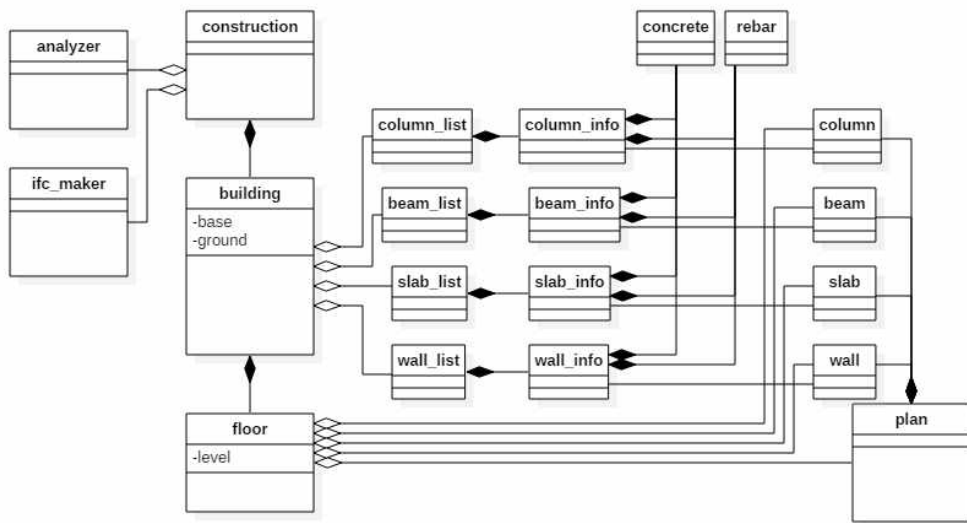 construction
concrete
rebar
analyzer
column_list
column_info
column
ifc_maker
building
-base
-ground
beam_list
beam_info
beam
slab_list
slab_info
slab
wall_list
wall_info
wall
floor
-level
plan